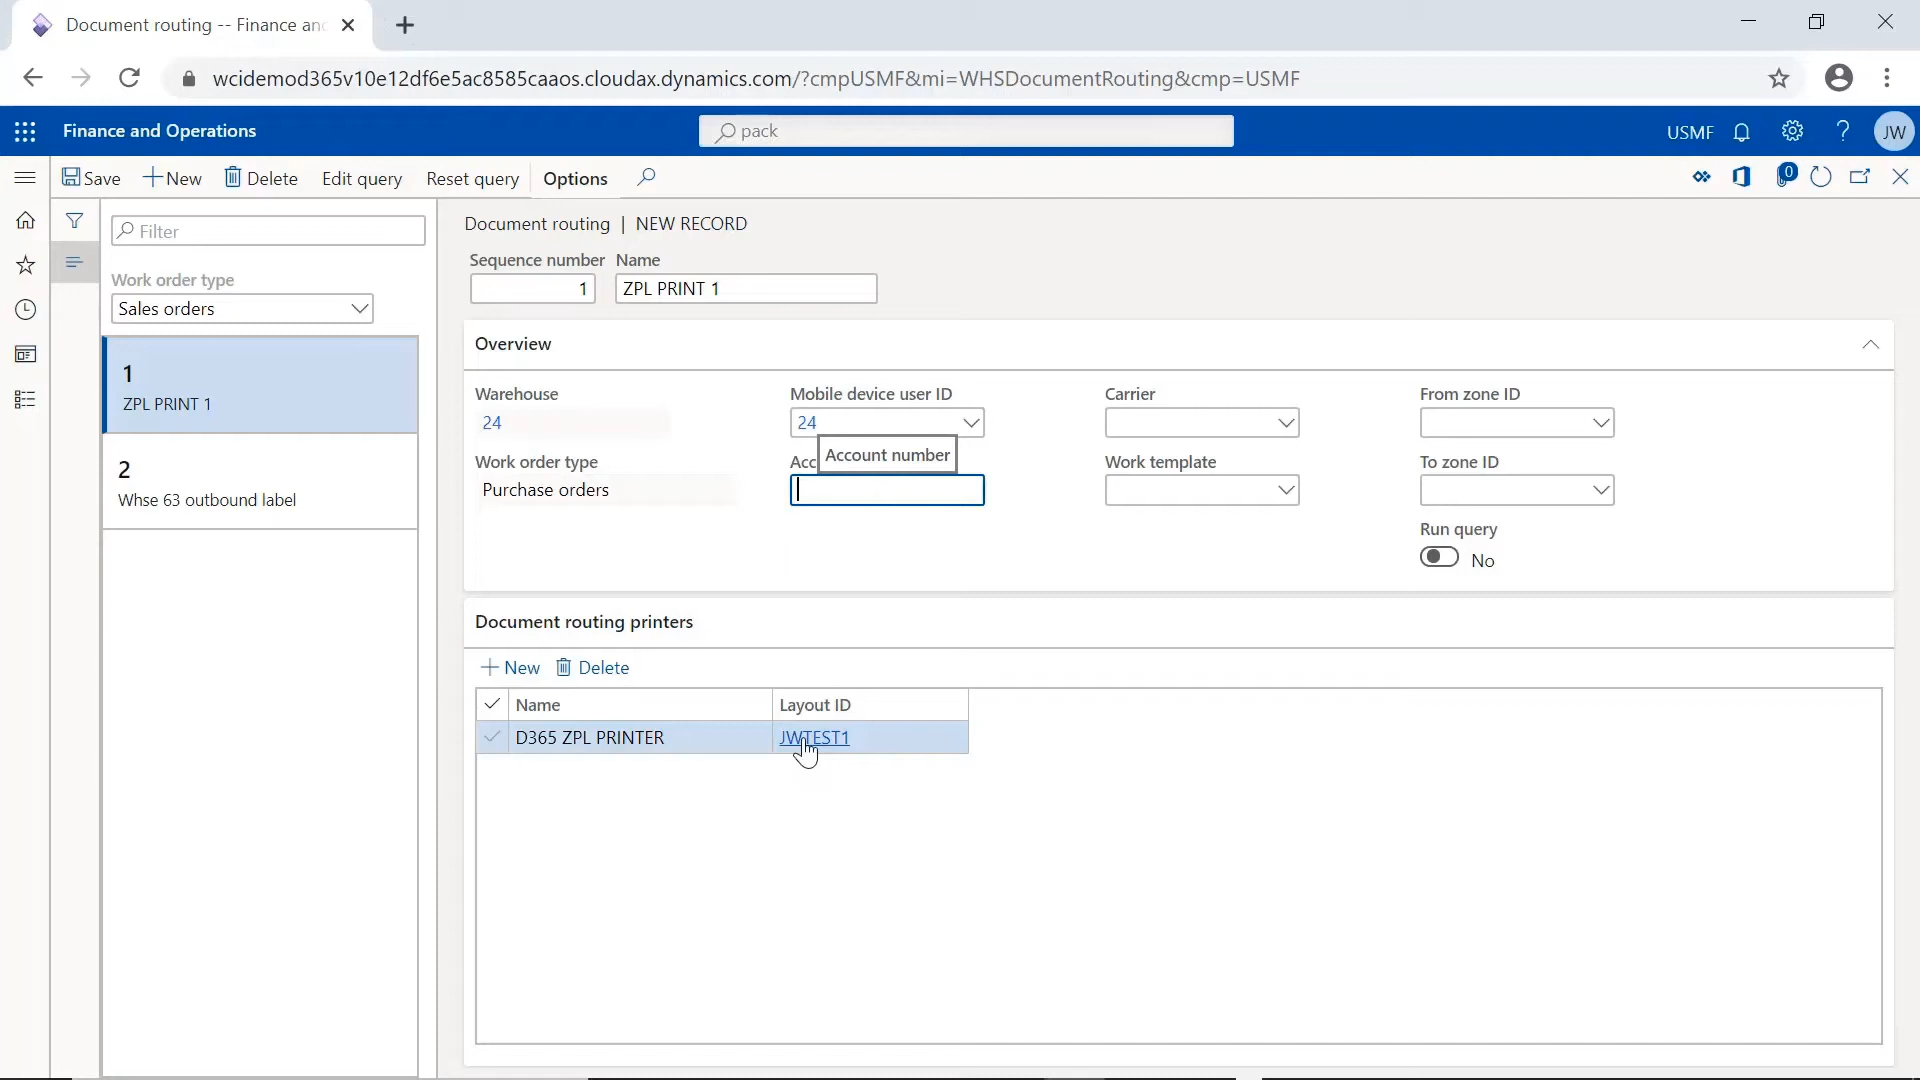 Document routing -- Finance and
wcidemod365v10e12df6e5ac8585caaos.cloudax.dynamics.com/?cmpUSMF&mi=WHSDocumentRouting&cmp=USMF
Finance and Operations
pack
USMF
JW
Save
New
Delete
Edit query
Reset query
Options
0
Filter
Work order type
Sales orders
1
ZPL PRINT 1
2
Whse 63 outbound label
Document routing | NEW RECORD
Sequence number Name
1 ZPL PRINT 1
Overview
Warehouse Mobile device user ID Carrier From zone ID
24 24
Account number
Work order type Acc Work template To zone ID
Purchase orders
Run query
No
Document routing printers
New Delete
Name Layout ID
D365 ZPL PRINTER JWTEST1